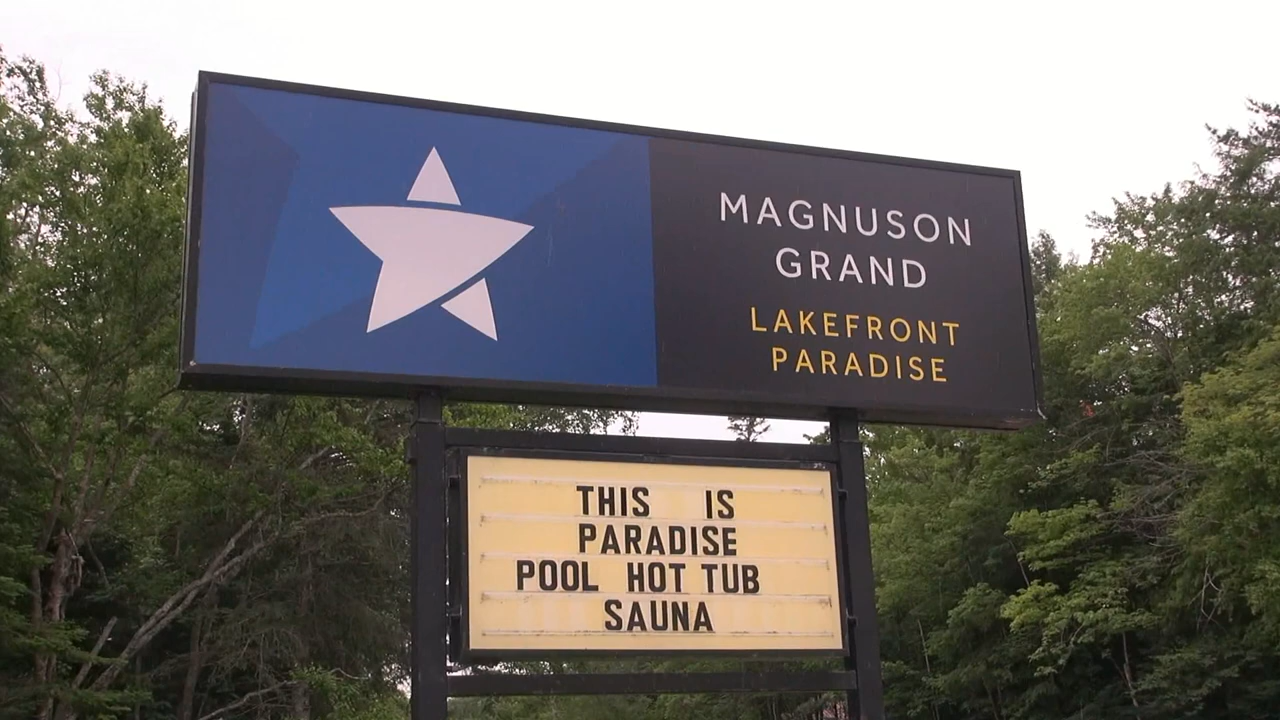 MAGNUSON
GRAND
LAKEFRONT
PARADISE
THIS IS
PARADISE
POOL HOT TUB
SAUNA